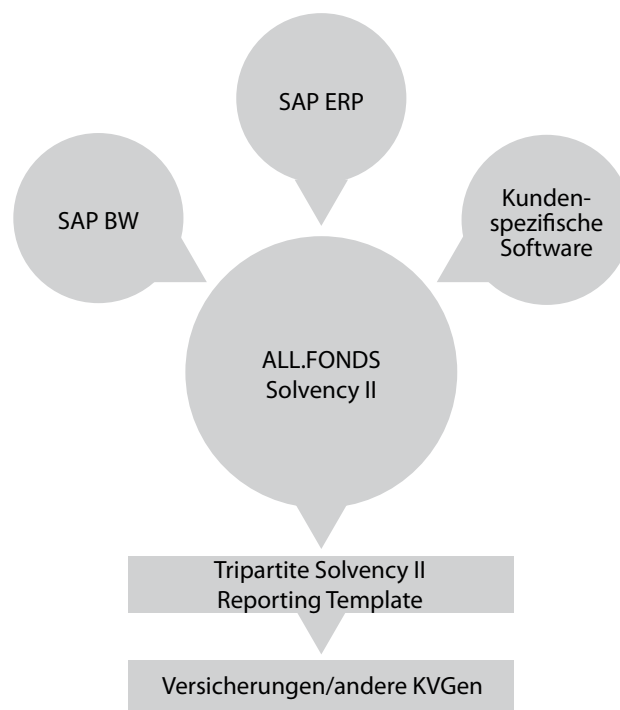 SAP ERP
SAP BW
Kunden-
spezifische
Software
ALL.FONDS
Solvency II
Tripartite Solvency II
Reporting Template
Versicherungen/andere KVGen